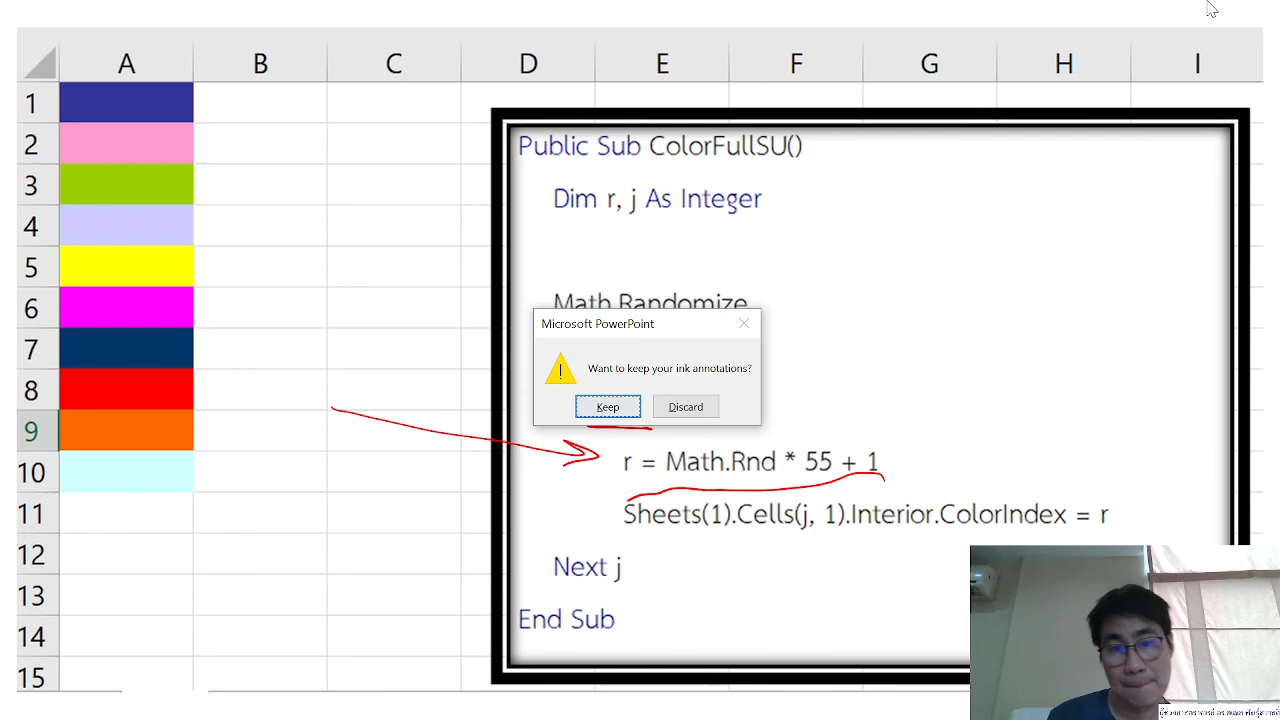 A B C D E F G H I
1
2
3
4
5
6
7
8
9
10
11
12
13
14
15
Public Sub ColorFullSU()
Dim r, j As Integer
Math.Randomize
Microsoft PowerPoint
Want to keep your ink annotations?
Keep Discard
r = Math.Rnd * 55 + 1
Sheets(1).Cells(j, 1).Interior.ColorIndex = r
Next j
End Sub